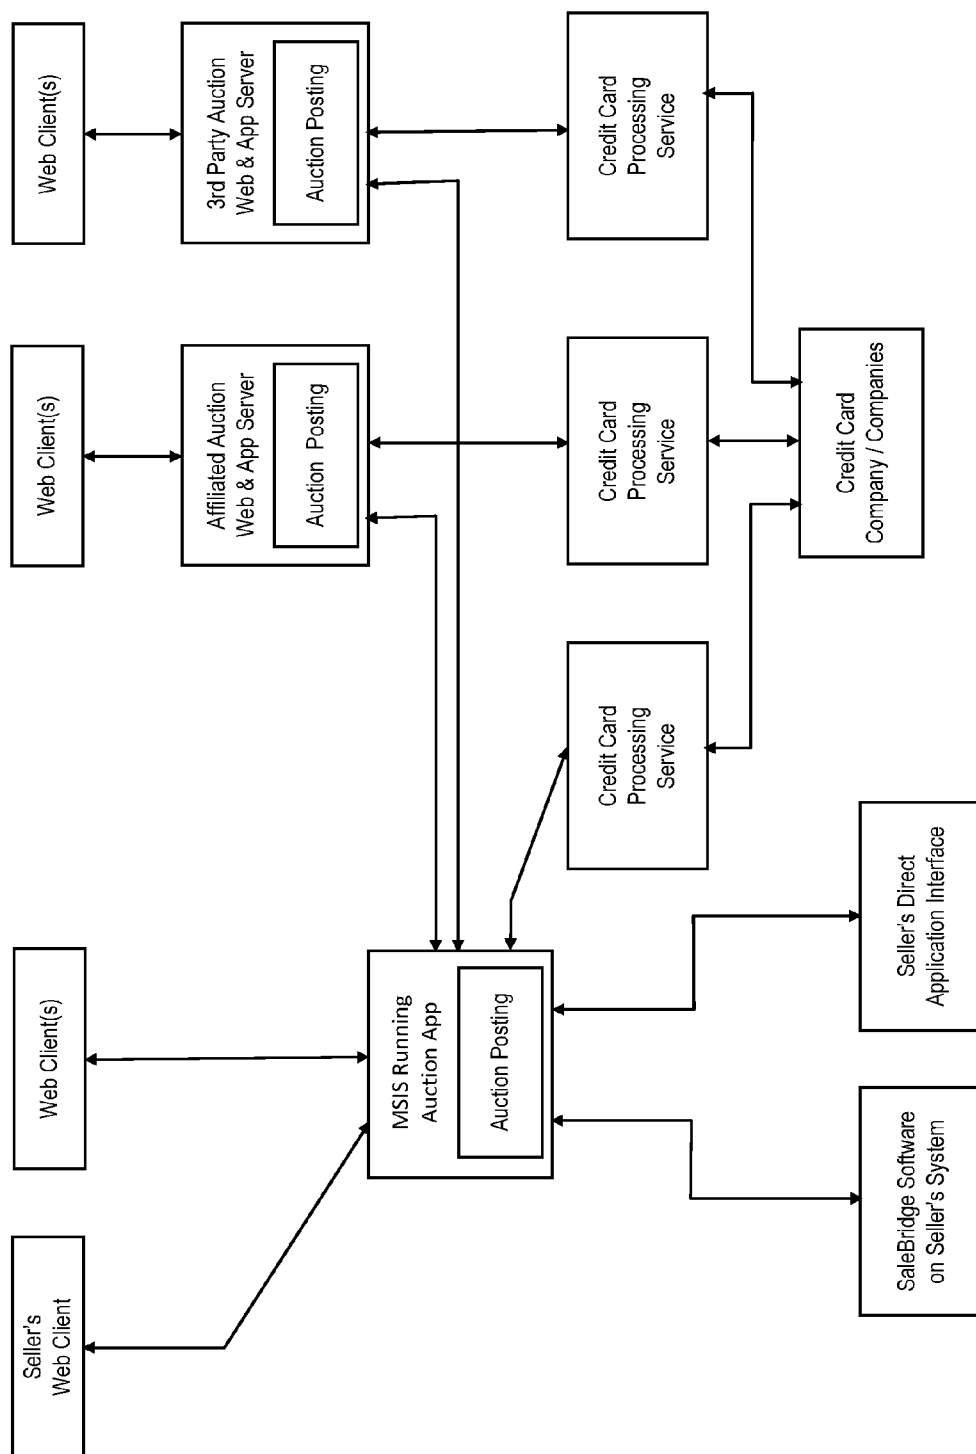 Seller's
Web Client
Web Client(s)
Web Client(s)
Web Client(s)
MSIS Running
Auction App
Auction Posting
Affiliated Auction
Web & App Server
Auction Posting
3rd Party Auction
Web & App Server
Auction Posting
Credit Card
Processing
Service
Credit Card
Processing
Service
Credit Card
Processing
Service
Credit Card
Company / Companies
SaleBridge Software
on Seller's System
Seller's Direct
Application Interface